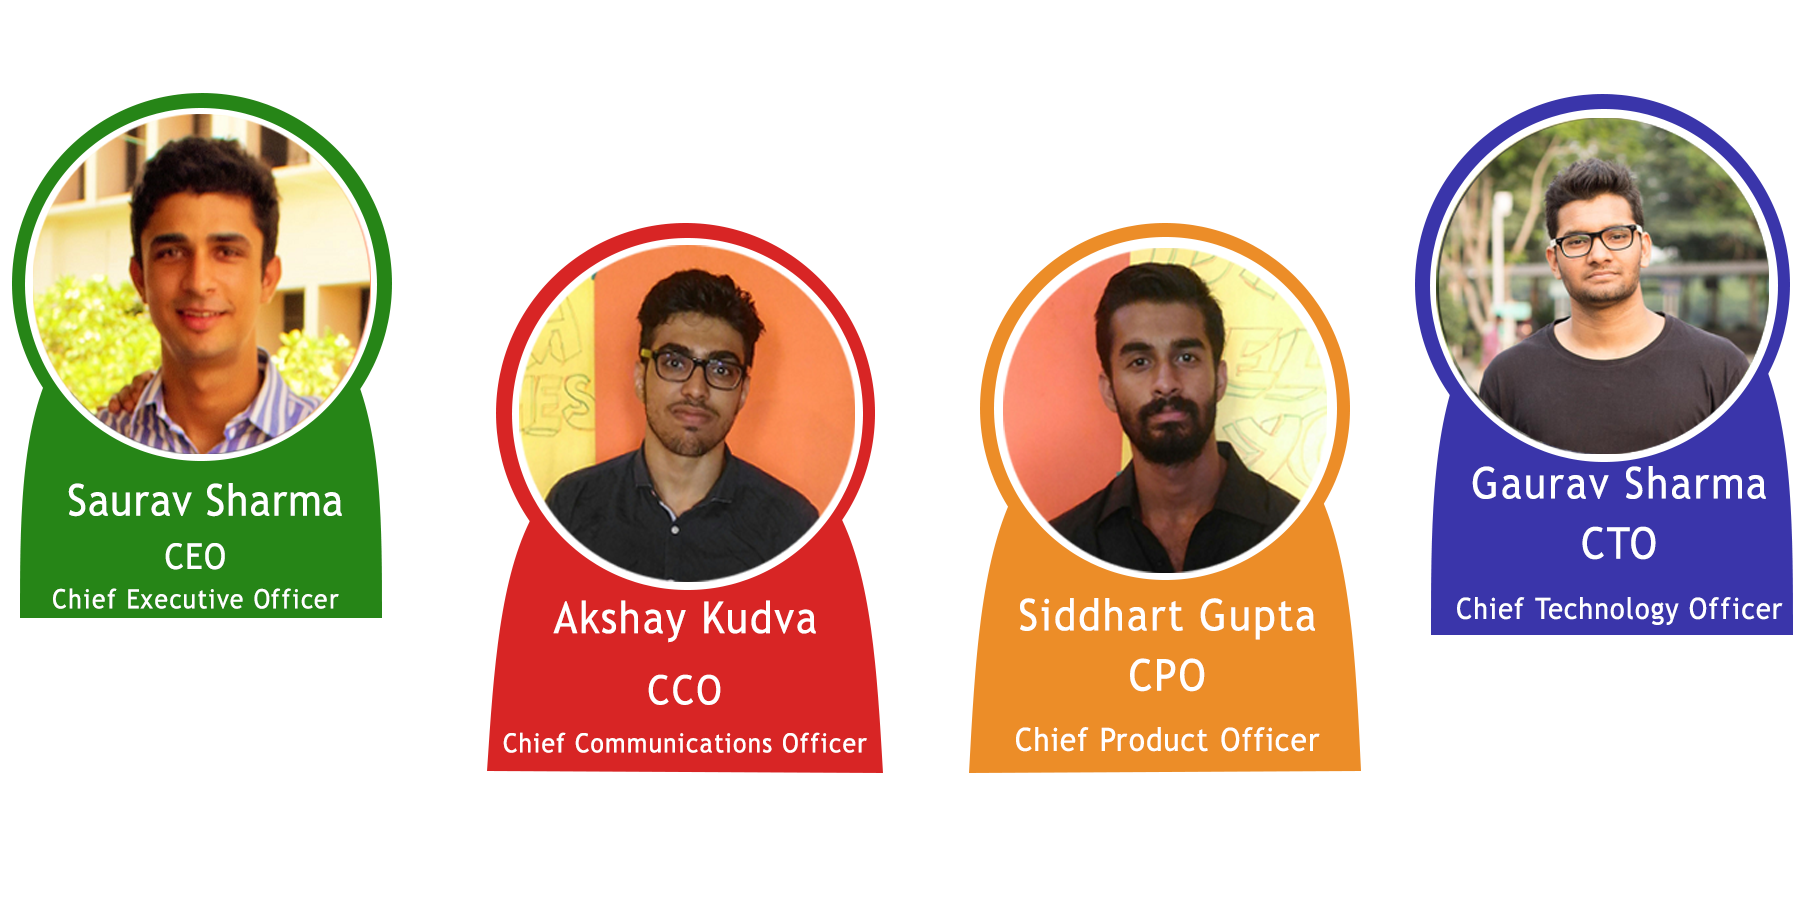 Saurav Sharma
CEO
Chief Executive Officer
Akshay Kudva
CCO
Chief Communications Officer
Siddhart Gupta
CPO
Chief Product Officer
Gaurav Sharma
CTO
Chief Technology Officer